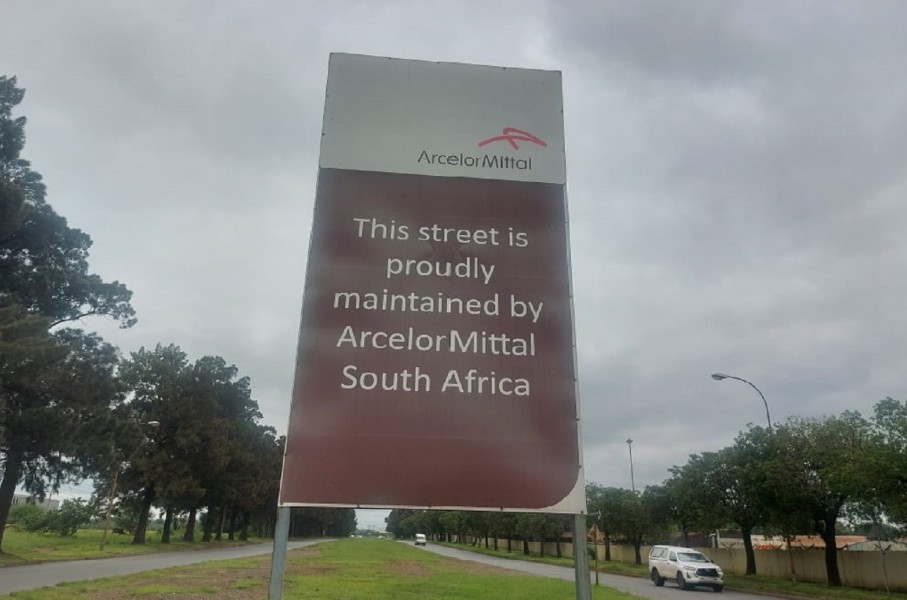 ArcelorMittal
This street is
proudly
maintained by
ArcelorMittal
South Africa